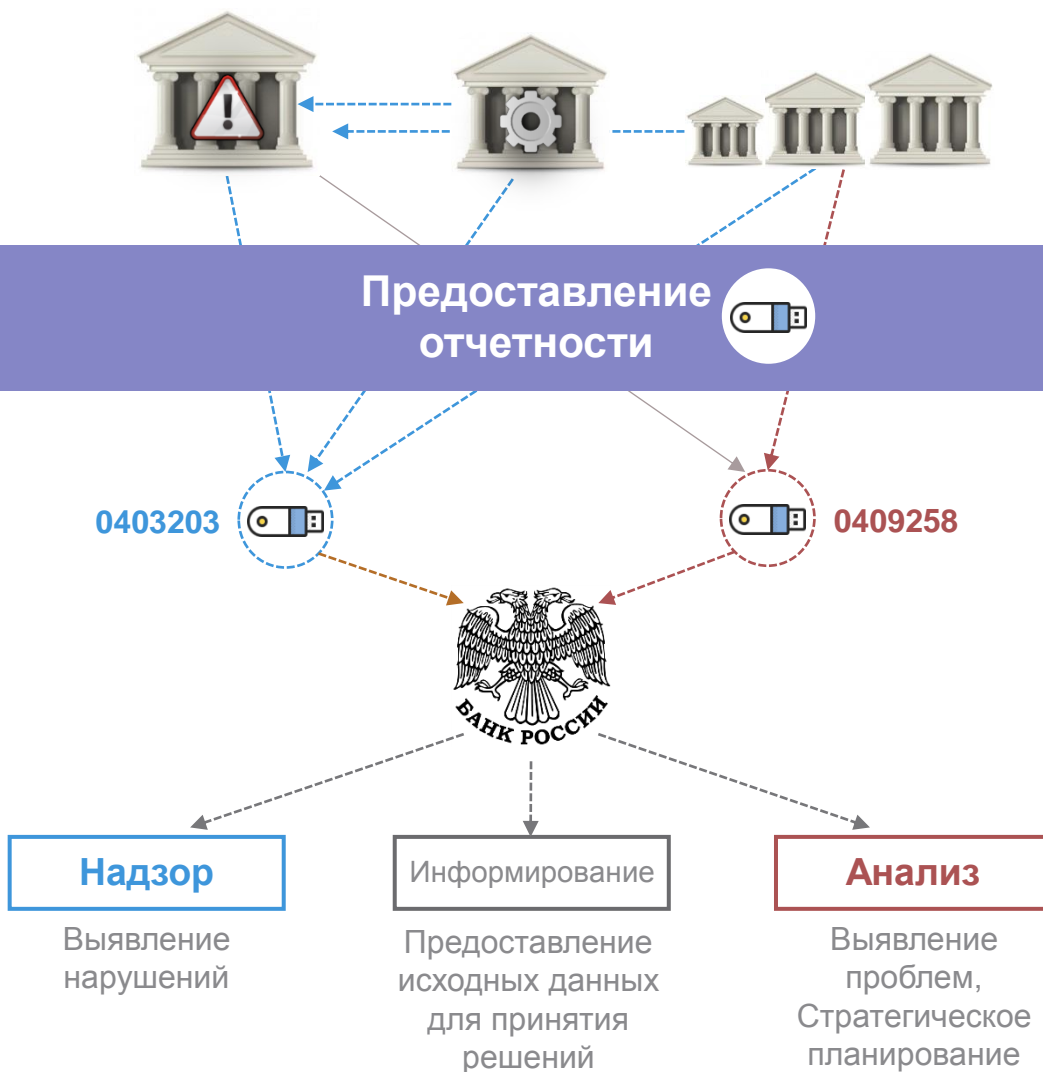 Предоставление
отчетности
0403203
0409258
БАНК РОССИИ
Надзор
Информирование
Анализ
Выявление
нарушений
Предоставление
исходных данных
для принятия
решений
Выявление
проблем,
Стратегическое
планирование